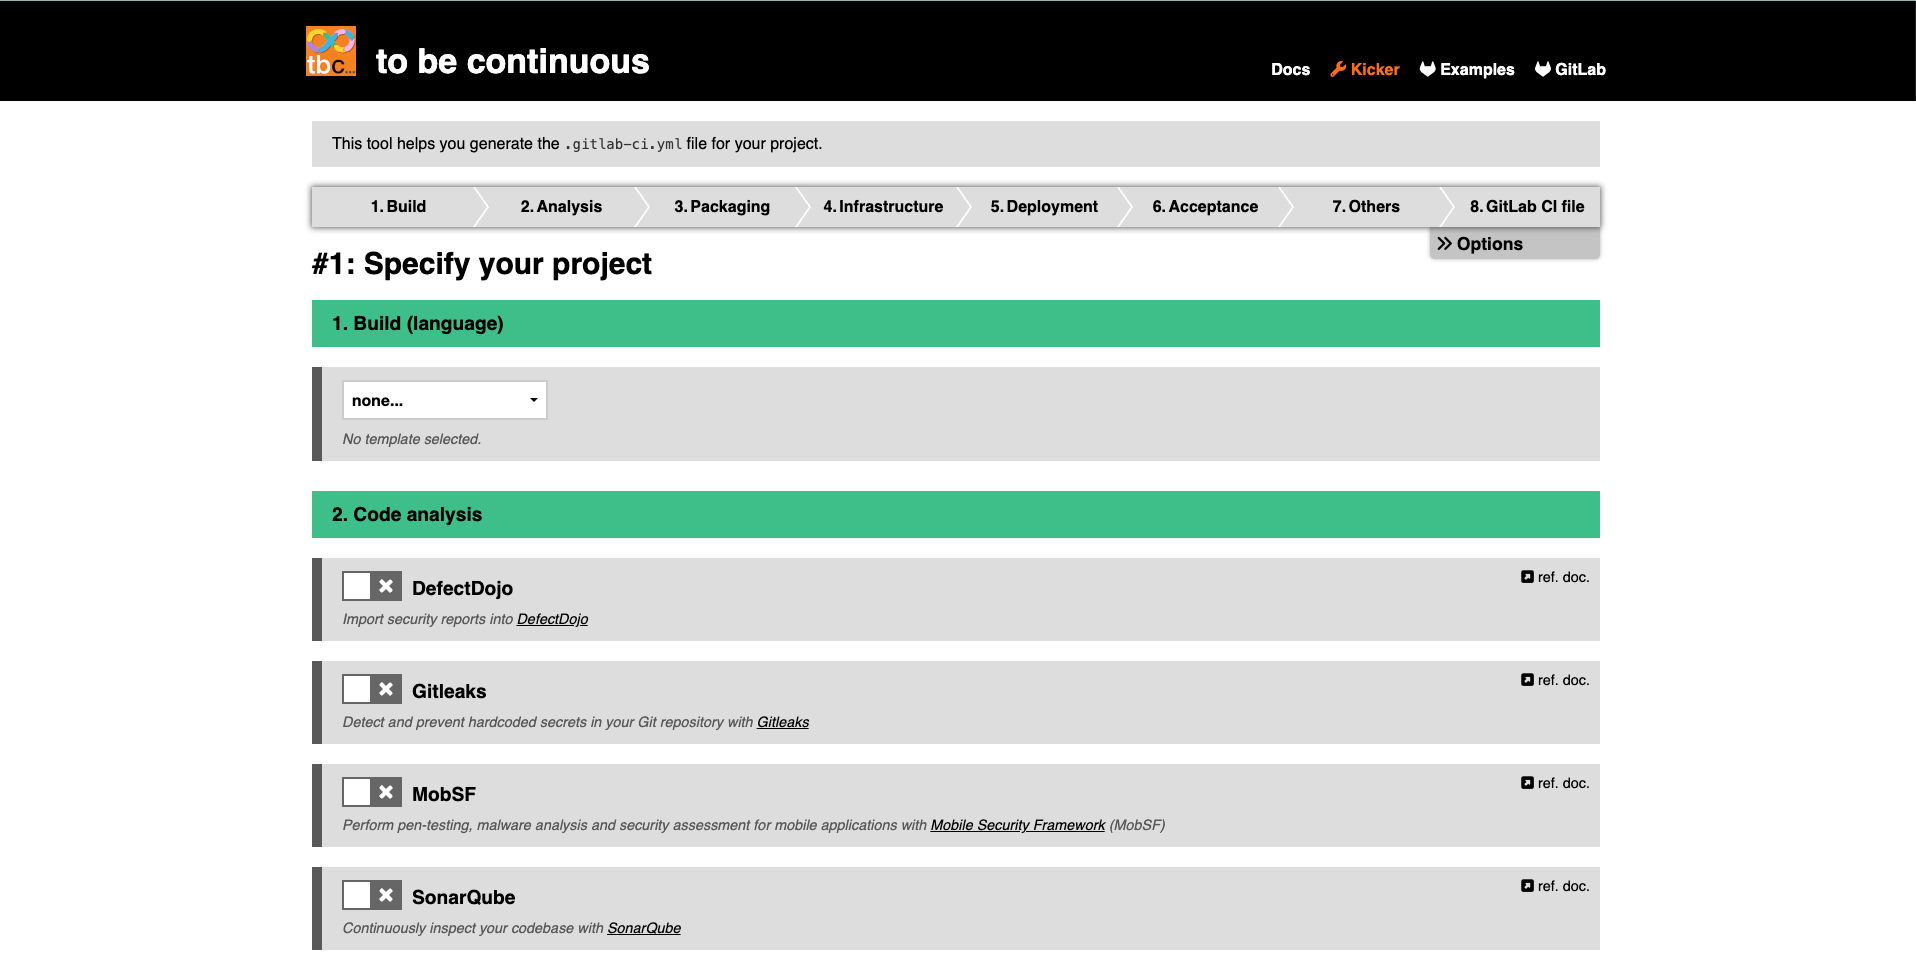 tbc...
to be continuous
Docs Kicker Examples GitLab
This tool helps you generate the .gitlab-ci.yml file for your project.
1. Build 2. Analysis 3. Packaging 4. Infrastructure 5. Deployment 6. Acceptance 7. Others 8. GitLab CI file
Options
#1: Specify your project
1. Build (language)
none...
No template selected.
2. Code analysis
DefectDojo
ref. doc.
Import security reports into DefectDojo
Gitleaks
ref. doc.
Detect and prevent hardcoded secrets in your Git repository with Gitleaks
MobSF
ref. doc.
Perform pen-testing, malware analysis and security assessment for mobile applications with Mobile Security Framework (MobSF)
SonarQube
ref. doc.
Continuously inspect your codebase with SonarQube